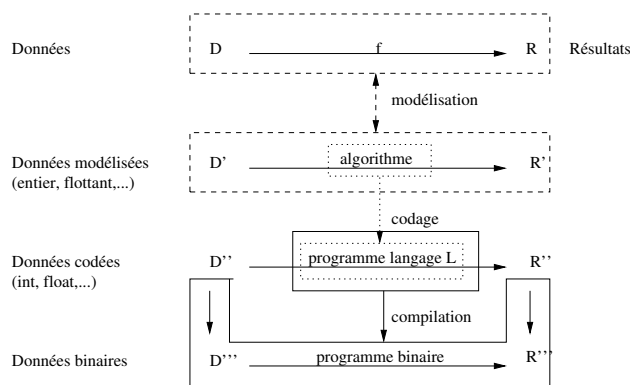 Données D f R Résultats
modélisation
Données modélisées D' algorithme R'
(entier, flottant,...)
codage
Données codées D'' programme langage L R''
(int, float,...)
compilation
Données binaires D''' programme binaire R'''